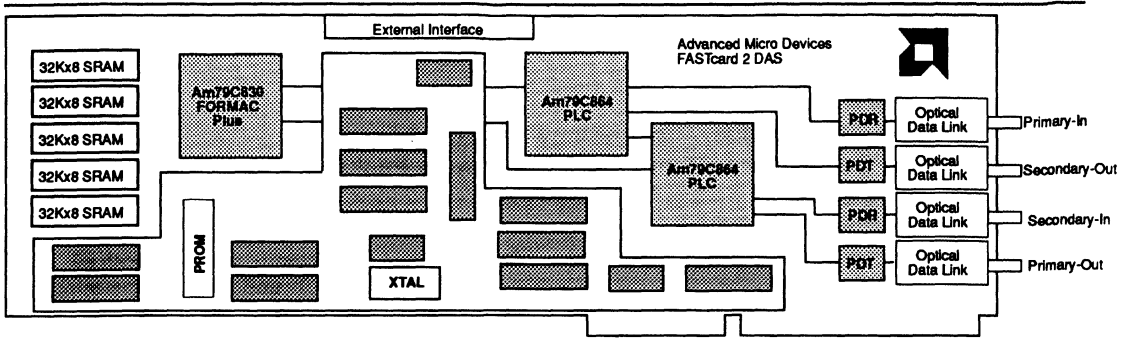 External Interface
Advanced Micro Devices
FASTcard 2 DAS
32Kx8 SRAM
32Kx8 SRAM
32Kx8 SRAM
32Kx8 SRAM
32Kx8 SRAM
Am79C830
FORMAC
Plus
Am79C864
PLC
Am79C864
PLC
PROM
XTAL
PDR
Optical
Data Link
Primary-In
PDT
Optical
Data Link
Secondary-Out
PDR
Optical
Data Link
Secondary-In
PDT
Optical
Data Link
Primary-Out